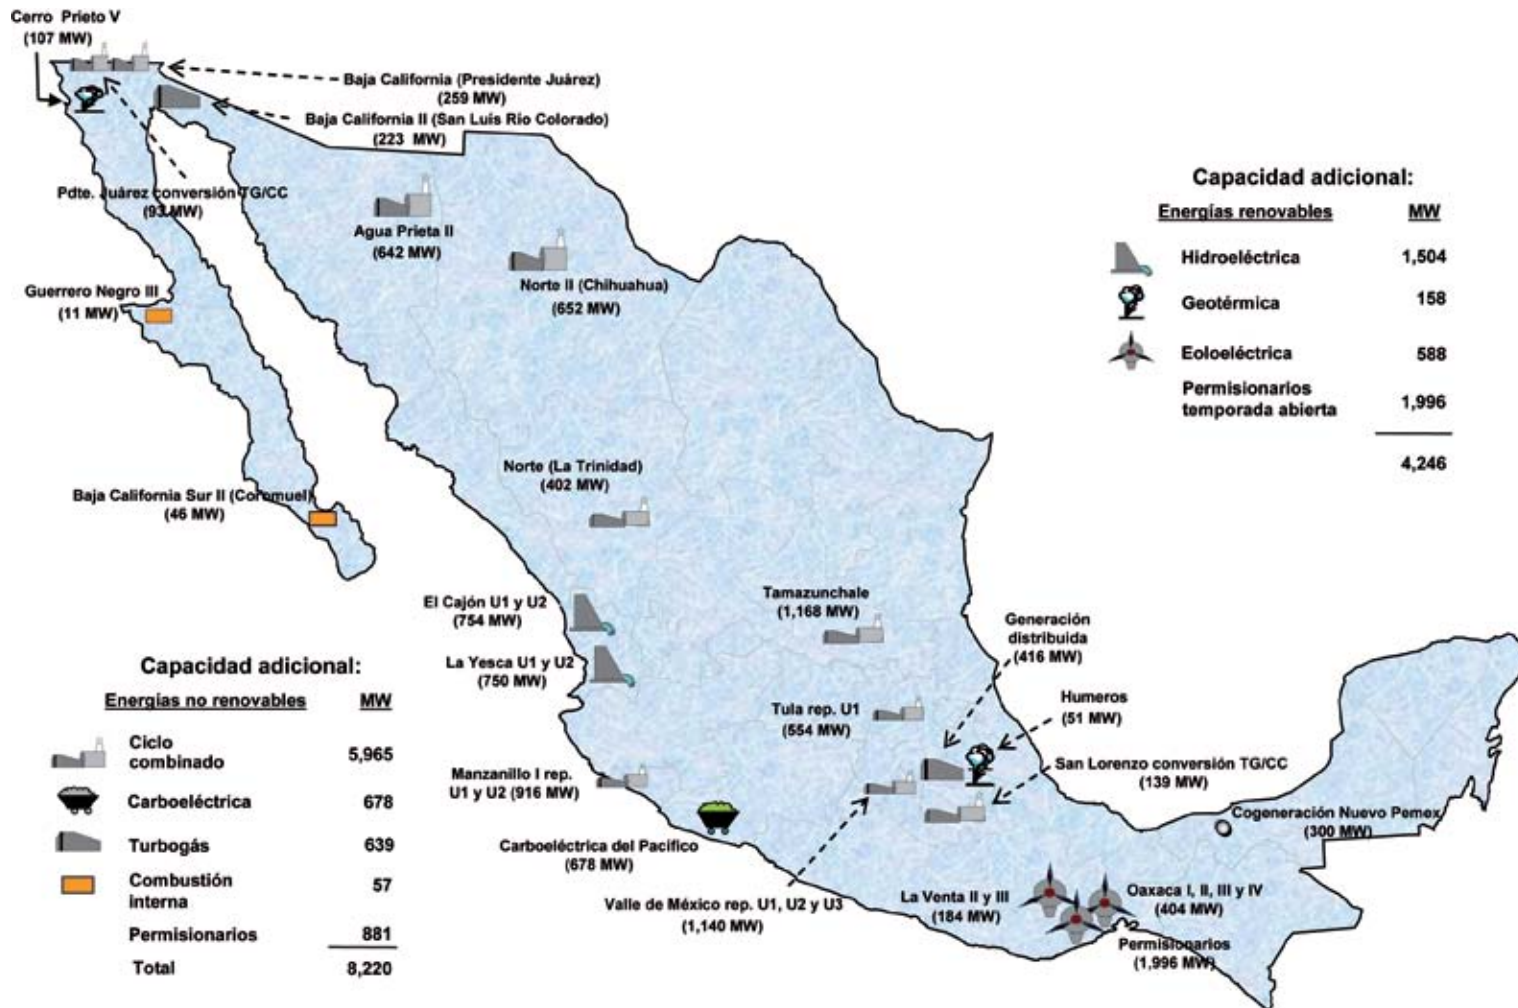 Cerro Prieto V
(107 MW)
Baja California (Presidente Juárez)
(259 MW)
Baja California II (San Luis Río Colorado)
(223 MW)
Pdte. Juárez conversión TG/CC
(93 MW)
Agua Prieta II
(642 MW)
Norte II (Chihuahua)
(652 MW)
Guerrero Negro III
(11 MW)
Capacidad adicional:
Energías renovables MW
Hidroeléctrica 1,504
Geotérmica 158
Eoloeléctrica 588
Permisionarios
temporada abierta 1,996
4,246
Norte (La Trinidad)
(402 MW)
Baja California Sur II (Coromuel)
(46 MW)
El Cajón U1 y U2
(754 MW)
La Yesca U1 y U2
(750 MW)
Tamazunchale
(1,168 MW)
Generación
distribuida
(416 MW)
Humeros
(51 MW)
Tula rep. U1
(554 MW)
San Lorenzo conversión TG/CC
(139 MW)
Manzanillo I rep.
U1 y U2 (916 MW)
Cogeneración Nuevo Pemex
(300 MW)
Carboeléctrica del Pacífico
(678 MW)
Valle de México rep. U1, U2 y U3
(1,140 MW)
La Venta II y III
(184 MW)
Oaxaca I, II, III y IV
(404 MW)
Permisionarios
(1,996 MW)
Capacidad adicional:
Energías no renovables MW
Ciclo
combinado 5,965
Carboeléctrica 678
Turbogás 639
Combustión
interna 57
Permisionarios 881
Total 8,220